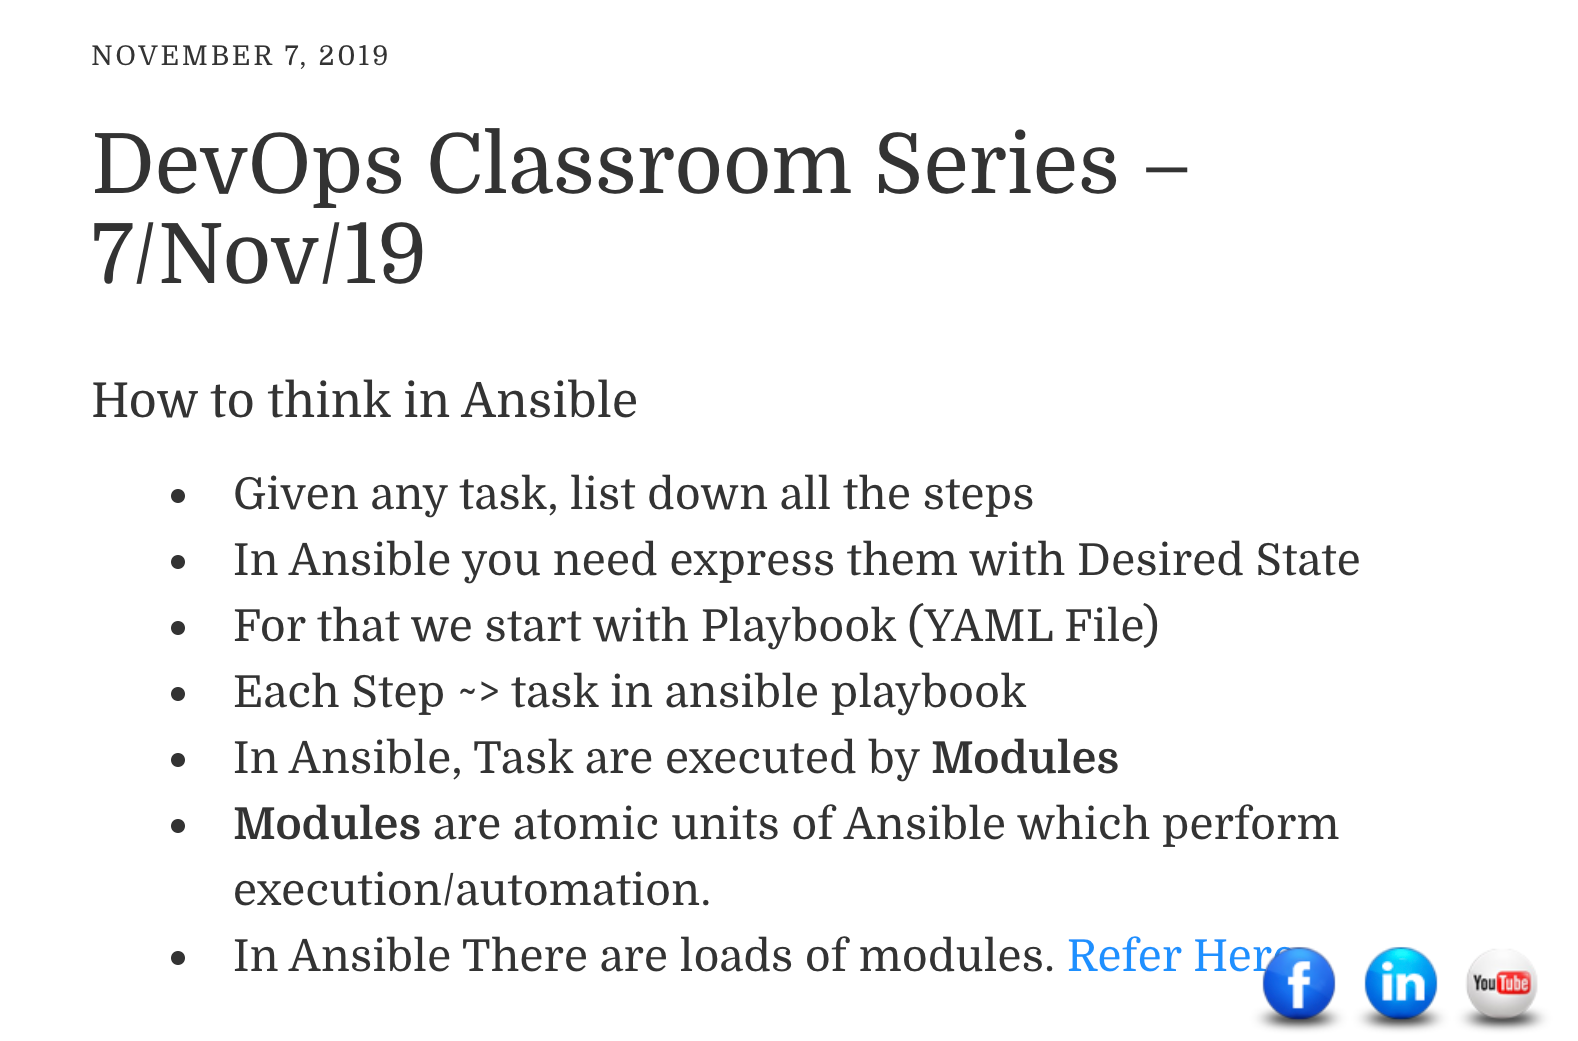 NOVEMBER 7, 2019
DevOps Classroom Series –
7/Nov/19
How to think in Ansible
• Given any task, list down all the steps
• In Ansible you need express them with Desired State
• For that we start with Playbook (YAML File)
• Each Step ~> task in ansible playbook
• In Ansible, Task are executed by Modules
• Modules are atomic units of Ansible which perform
execution/automation.
• In Ansible There are loads of modules. Refer Here
f in YouTube